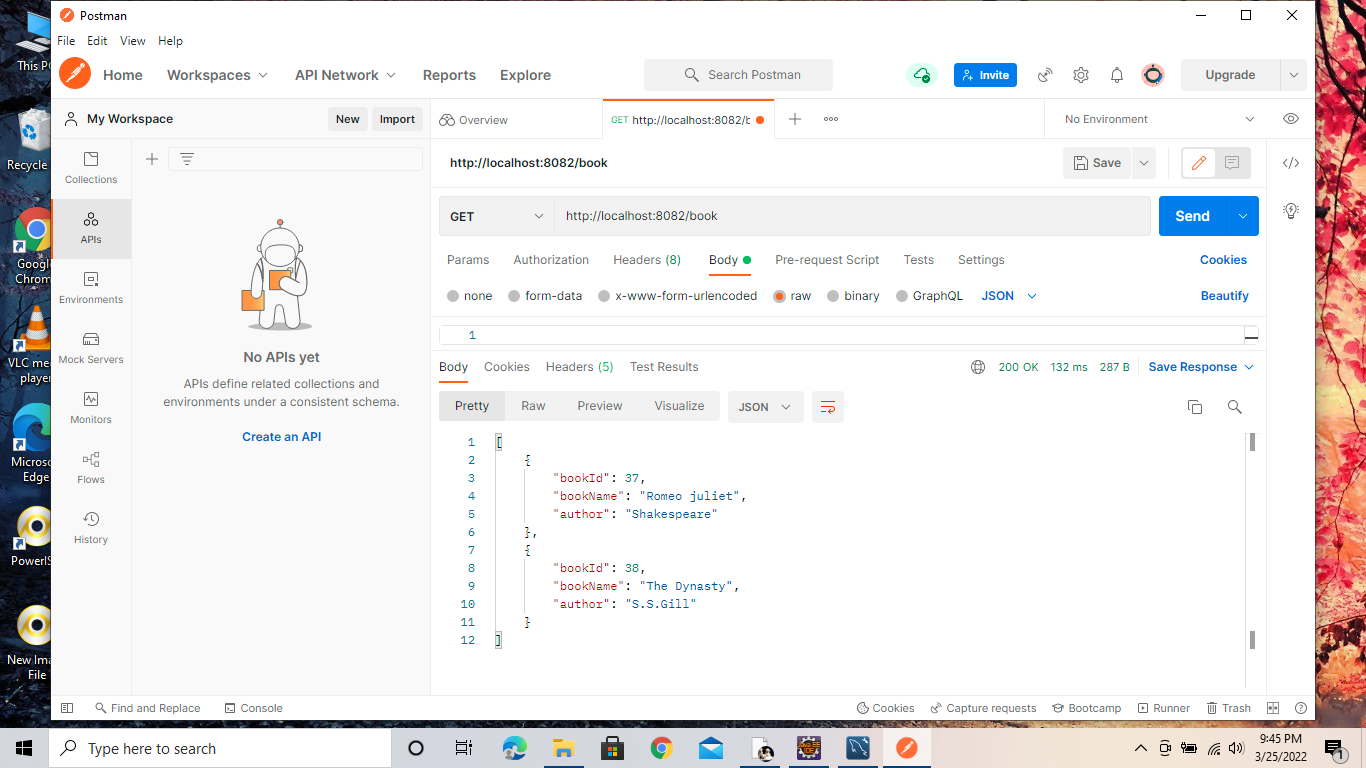 Postman
File Edit View Help
Home Workspaces API Network Reports Explore Search Postman Invite Upgrade
My Workspace New Import
Overview GET http://localhost:8082/b No Environment
http://localhost:8082/book Save
GET http://localhost:8082/book Send
Params Authorization Headers (8) Body Pre-request Script Tests Settings Cookies
none form-data x-www-form-urlencoded raw binary GraphQL JSON Beautify
1
Body Cookies Headers (5) Test Results 200 OK 132 ms 287 B Save Response
Pretty Raw Preview Visualize JSON
1 [
2 {
3 "bookId": 37,
4 "bookName": "Romeo juliet",
5 "author": "Shakespeare"
6 },
7 {
8 "bookId": 38,
9 "bookName": "The Dynasty",
10 "author": "S.S.Gill"
11 }
12 ]
Collections
APIs
Environments
Mock Servers
Monitors
Flows
History
No APIs yet
APIs define related collections and
environments under a consistent schema.
Create an API
Find and Replace Console Cookies Capture requests Bootcamp Runner Trash
This PC
Recycle
Google
Chrom
VLC me
player
Microso
Edge
PowerIS
New Ima
File
Type here to search
9:45 PM
3/25/2022
1